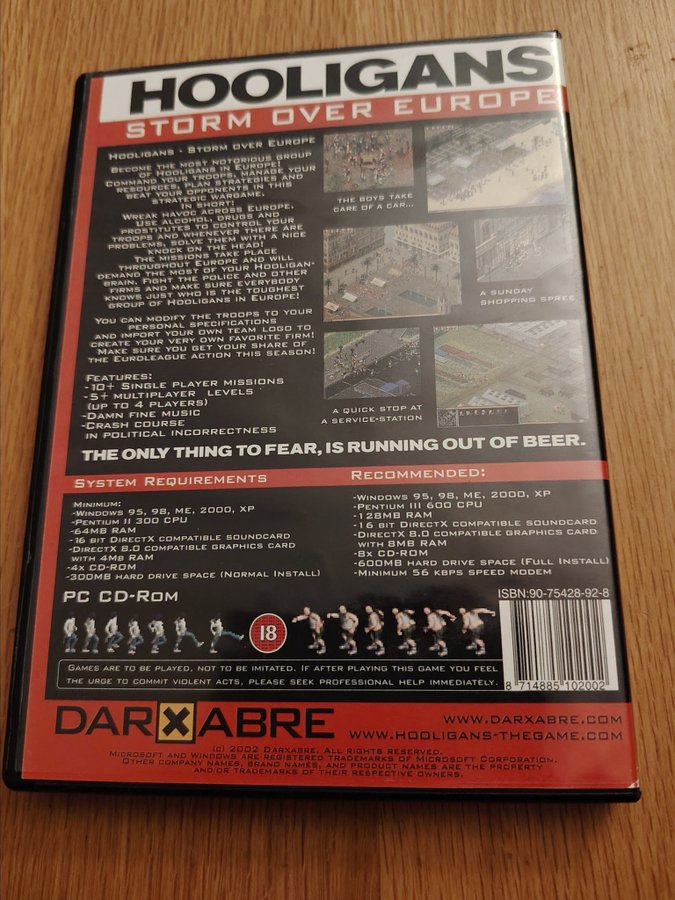 HOOLIGANS
STORM OVER EUROPE
Hooligans - Storm over Europe
Become the most notorious group
of Hooligans in Europe!
Command your troops, manage your
resources, plan strategies and
beat your opponents in this
strategic wargame.
In short!
Wreak havoc across Europe.
Use alcohol, drugs and
prostitutes to control your
troops and whenever there are
problems, solve them with a nice
knock on the head!
The missions take place
throughout Europe and will
demand the most of your Hooligan-
brain. Fight the police and other
firms and make sure everybody
knows just who is the toughest
group of Hooligans in Europe!
You can modify the troops to your
personal specifications
and import your own team logo to
create your very own favorite firm!
Make sure you get your share of
the Euroleague action this season!
Features:
-10+ Single player missions
-5+ multiplayer levels
(up to 4 players)
-Damn fine music
-Crash course
in political incorrectness
The boys take
care of a car...
A Sunday
shopping spree
A quick stop at
a service-station
THE ONLY THING TO FEAR, IS RUNNING OUT OF BEER.
System Requirements
Minimum:
-Windows 95, 98, ME, 2000, XP
-Pentium II 300 CPU
-64MB RAM
-16 bit DirectX compatible soundcard
-DirectX 8.0 compatible graphics card
with 4Mb RAM
-4x CD-ROM
-300MB hard drive space (Normal Install)
Recommended:
-Windows 95, 98, ME, 2000, XP
-Pentium III 600 CPU
-128MB RAM
-16 bit DirectX compatible soundcard
-DirectX 8.0 compatible graphics card
with 8MB RAM
-8x CD-ROM
-600MB hard drive space (Full Install)
-Minimum 56 kbps speed modem
PC CD-Rom
18
ISBN:90-75428-92-8
8 714885 102002
Games are to be played, not to be imitated. If after playing this game you feel
the urge to commit violent acts, please seek professional help immediately.
DARXABRE
www.darxabre.com
www.hooligans-thegame.com
(c) 2002 Darxabre, All rights reserved.
Microsoft and Windows are registered trademarks of Microsoft Corporation.
Other company names, brand names, and product names are the property
and/or trademarks of their respective owners.